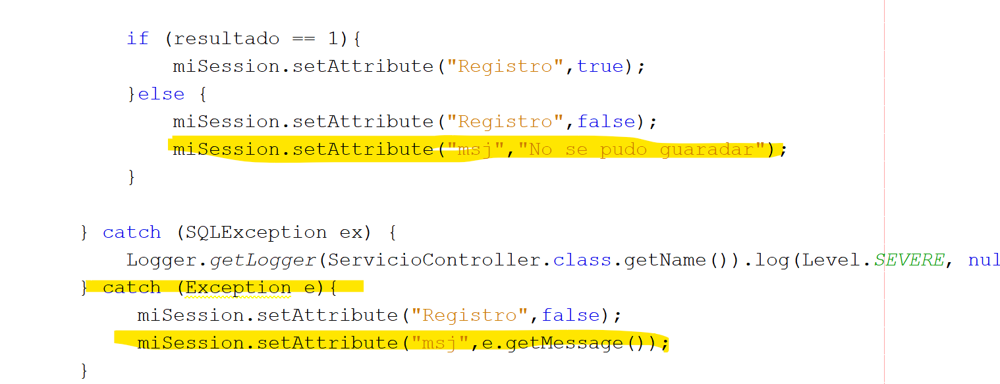 if (resultado == 1){
miSession.setAttribute("Registro",true);
}else {
miSession.setAttribute("Registro",false);
miSession.setAttribute("msj","No se pudo guaradar");
}
} catch (SQLException ex) {
Logger.getLogger(ServicioController.class.getName()).log(Level.SEVERE, nul
} catch (Exception e){
miSession.setAttribute("Registro",false);
miSession.setAttribute("msj",e.getMessage());
}